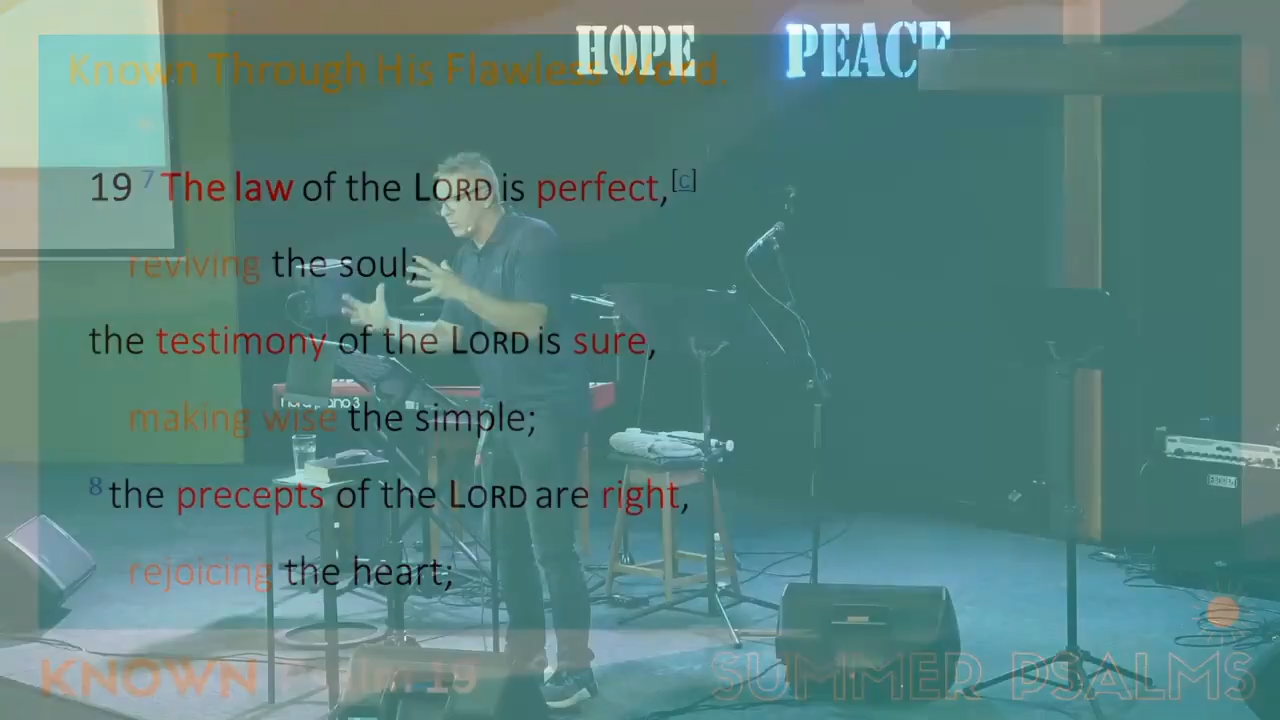 HOPE PEACE
Known Through His Flawless Word.
19 7 The law of the LORD is perfect,[c]
reviving the soul;
the testimony of the LORD is sure,
making wise the simple;
8 the precepts of the LORD are right,
rejoicing the heart;
KNOWN Psalm 19
SUMMER PSALMS